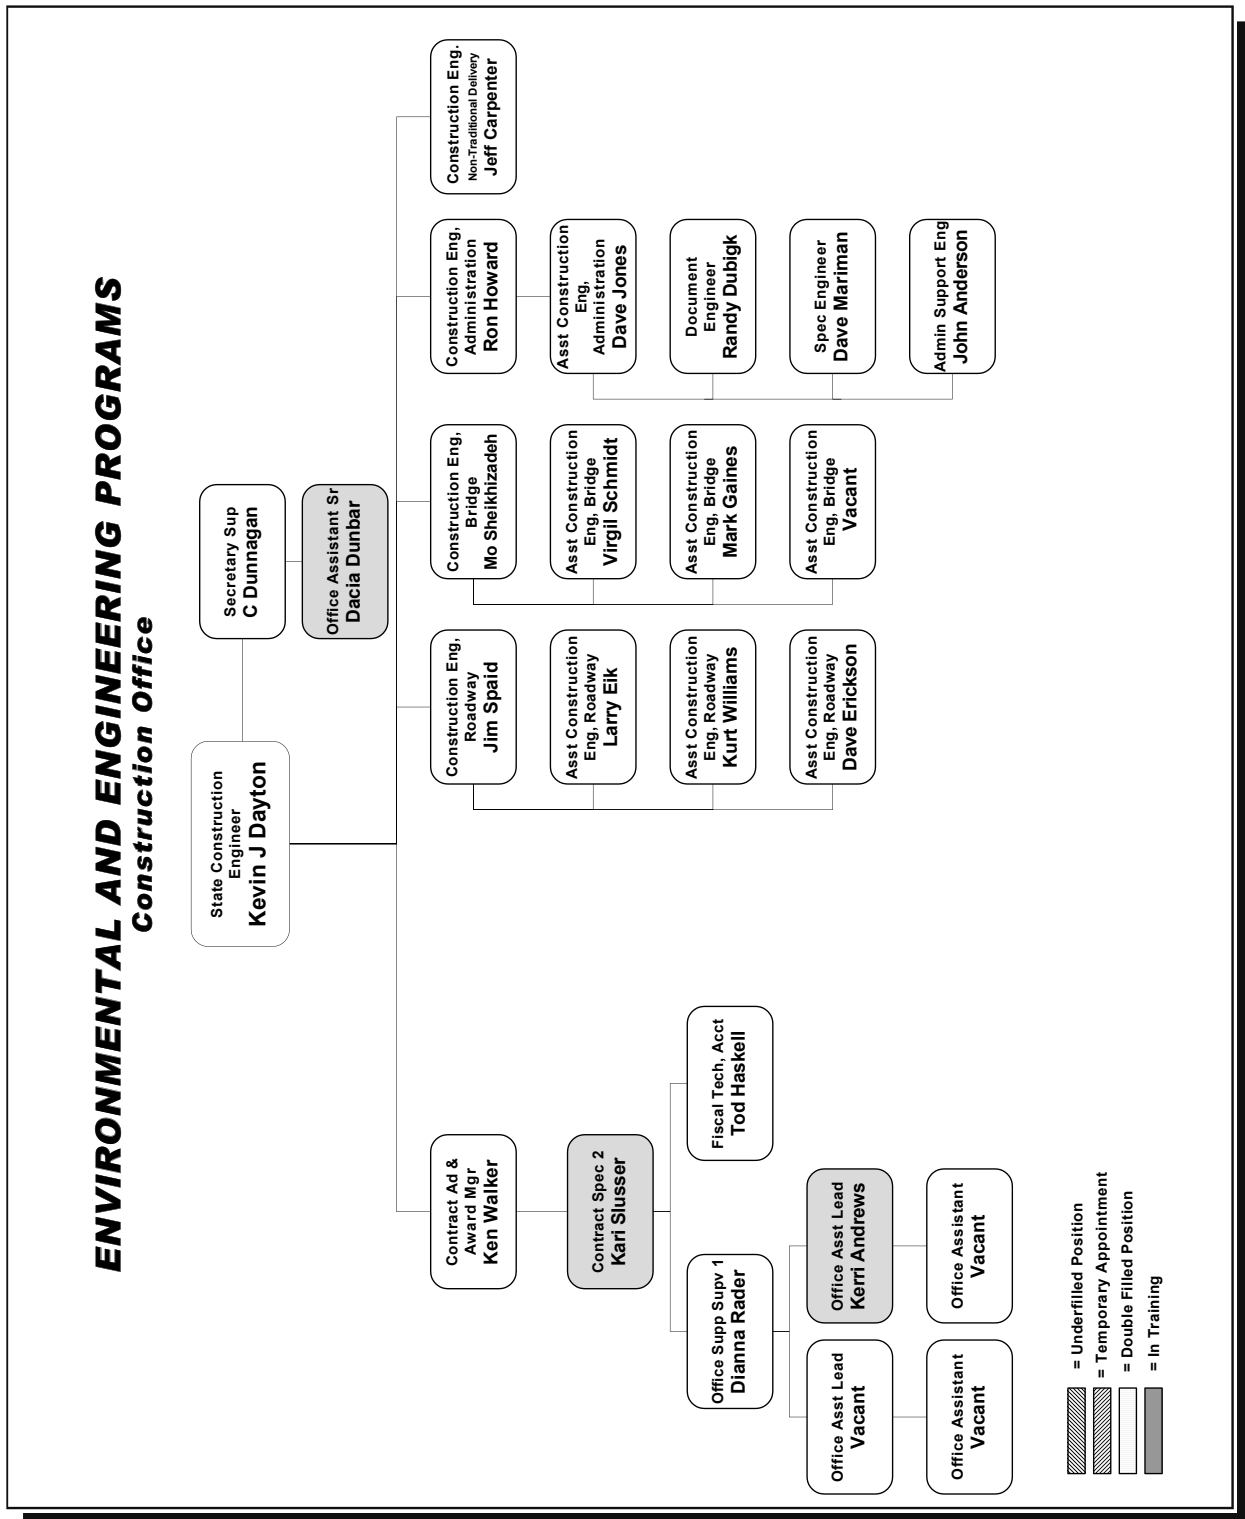 ENVIRONMENTAL AND ENGINEERING PROGRAMS
Construction Office
State Construction
Engineer
Kevin J Dayton
Secretary Sup
C Dunnagan
Office Assistant Sr
Dacia Dunbar
Contract Ad &
Award Mgr
Ken Walker
Construction Eng,
Roadway
Jim Spaid
Construction Eng,
Bridge
Mo Sheikhizadeh
Construction Eng,
Administration
Ron Howard
Construction Eng.
Non-Traditional Delivery
Jeff Carpenter
Contract Spec 2
Kari Slusser
Asst Construction
Eng, Roadway
Larry Eik
Asst Construction
Eng, Bridge
Virgil Schmidt
Asst Construction
Eng,
Administration
Dave Jones
Office Supp Supv 1
Dianna Rader
Fiscal Tech, Acct
Tod Haskell
Asst Construction
Eng, Roadway
Kurt Williams
Asst Construction
Eng, Bridge
Mark Gaines
Document
Engineer
Randy Dubigk
Office Asst Lead
Vacant
Office Asst Lead
Kerri Andrews
Asst Construction
Eng, Roadway
Dave Erickson
Asst Construction
Eng, Bridge
Vacant
Spec Engineer
Dave Mariman
Office Assistant
Vacant
Office Assistant
Vacant
Admin Support Eng
John Anderson
= Underfilled Position
= Temporary Appointment
= Double Filled Position
= In Training